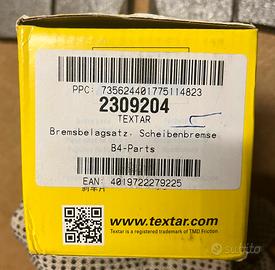 PPC: 735624401775114823
2309204
TEXTAR
Bremsbelagsatz, Scheibenbremse
B4-Parts
EAN: 4019722279225
www.textar.com
Textar is a registered trademark of TMD Friction
subito